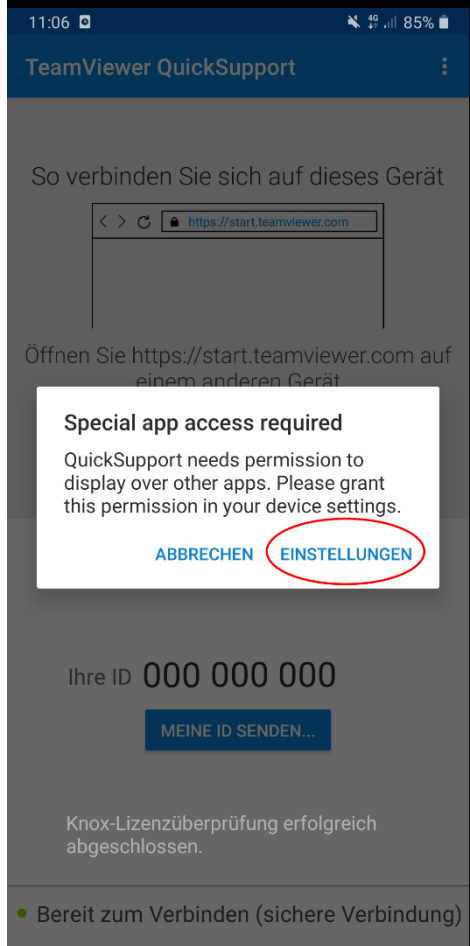 11:06 4G 85%
TeamViewer QuickSupport
So verbinden Sie sich auf dieses Gerät
https://start.teamviewer.com
Öffnen Sie https://start.teamviewer.com auf
einem anderen Gerät
Special app access required
QuickSupport needs permission to
display over other apps. Please grant
this permission in your device settings.
ABBRECHEN EINSTELLUNGEN
Ihre ID 000 000 000
MEINE ID SENDEN...
Knox-Lizenzüberprüfung erfolgreich
abgeschlossen.
Bereit zum Verbinden (sichere Verbindung)